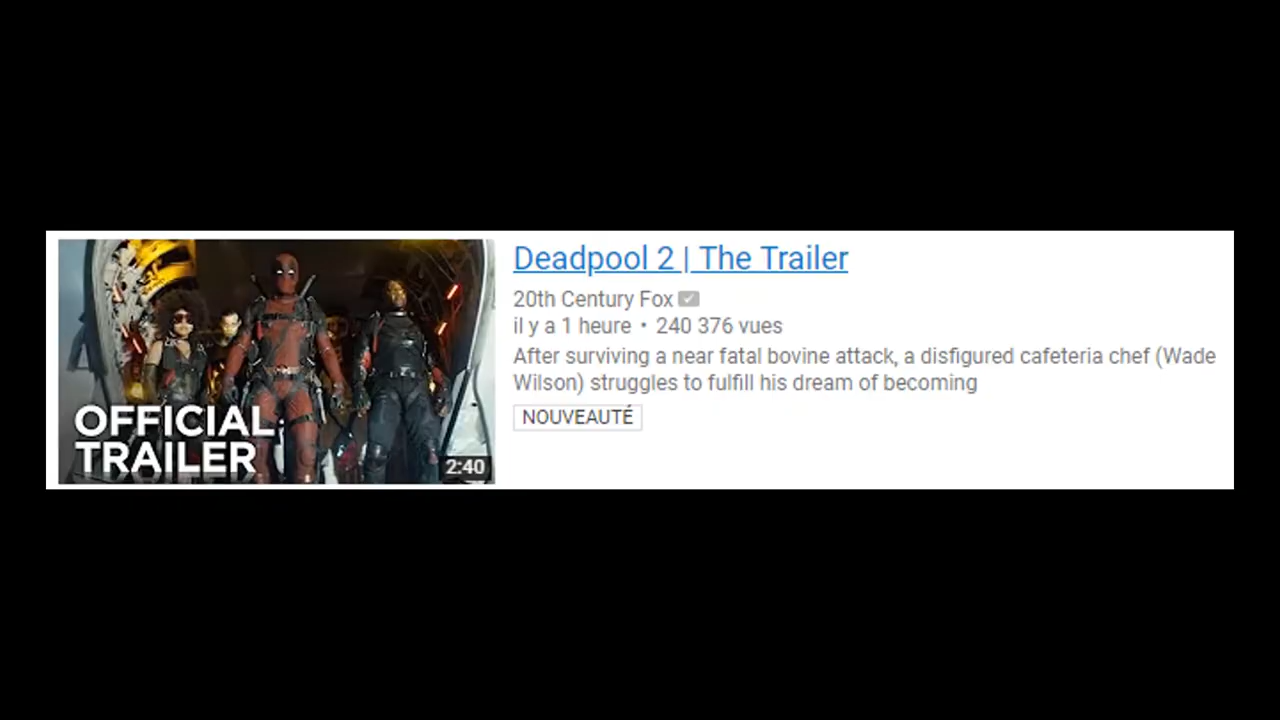 Deadpool 2 | The Trailer
20th Century Fox
il y a 1 heure • 240 376 vues
After surviving a near fatal bovine attack, a disfigured cafeteria chef (Wade
Wilson) struggles to fulfill his dream of becoming
NOUVEAUTÉ
OFFICIAL
TRAILER
2:40